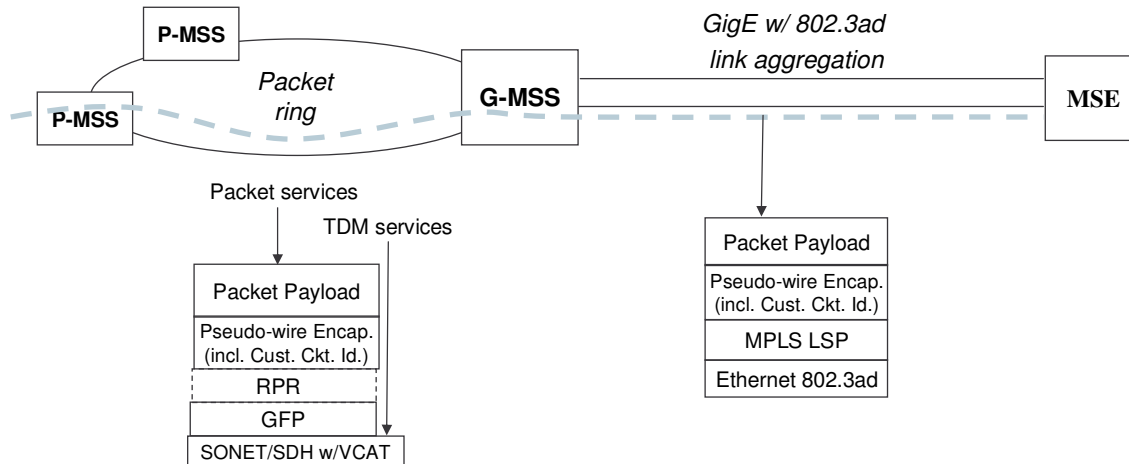 P-MSS
GigE w/ 802.3ad
link aggregation
Packet
ring
G-MSS
MSE
P-MSS
Packet services
TDM services
Packet Payload
Pseudo-wire Encap.
(incl. Cust. Ckt. Id.)
RPR
GFP
SONET/SDH w/VCAT
Packet Payload
Pseudo-wire Encap.
(incl. Cust. Ckt. Id.)
MPLS LSP
Ethernet 802.3ad